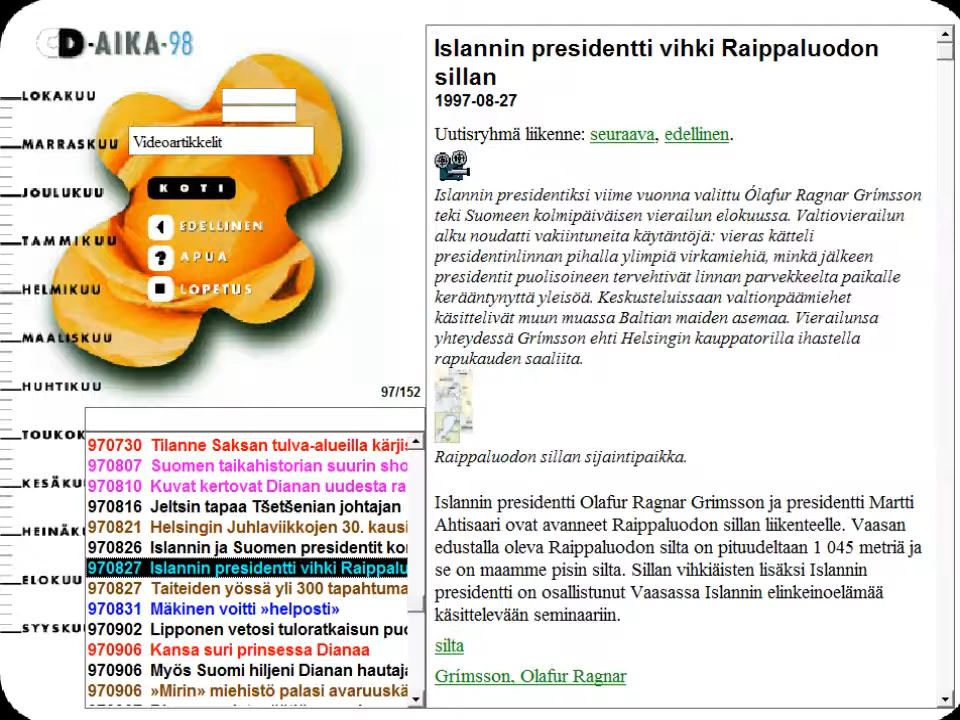 CD-AIKA-98
LOKAKUU
MARRASKUU
JOULUKUU
TAMMIKUU
HELMIKUU
MAALISKUU
HUHTIKUU
TOUKOK
KESÄKU
HEINÄK
ELOKUU
SYYSKU
Videoartikkelit
KOTI
EDELLINEN
?
APUA
LOPETUS
97/152
970730 Tilanne Saksan tulva-alueilla kärjis
970807 Suomen taikahistorian suurin sho
970810 Kuvat kertovat Dianan uudesta ra
970816 Jeltsin tapaa Tšetšenian johtajan
970821 Helsingin Juhlaviikkojen 30. kausi
970826 Islannin ja Suomen presidentit ko
970827 Islannin presidentti vihki Raippalu
970827 Taiteiden yössä yli 300 tapahtuma
970831 Mäkinen voitti »helposti»
970902 Lipponen vetosi tuloratkaisun puo
970906 Kansa suri prinsessa Dianaa
970906 Myös Suomi hiljeni Dianan hautaja
970906 »Mirin» miehistö palasi avaruuskä
Islannin presidentti vihki Raippaluodon
sillan
1997-08-27
Uutisryhmä liikenne: seuraava, edellinen.
Islannin presidentiksi viime vuonna valittu Ólafur Ragnar Grímsson
teki Suomeen kolmipäiväisen vierailun elokuussa. Valtiovierailun
alku noudatti vakiintuneita käytäntöjä: vieras kätteli
presidentinlinnan pihalla ylimpiä virkamiehiä, minkä jälkeen
presidentit puolisoineen tervehtivät linnan parvekkeelta paikalle
kerääntynyttä yleisöä. Keskusteluissaan valtionpäämiehet
käsittelivät muun muassa Baltian maiden asemaa. Vierailunsa
yhteydessä Grímsson ehti Helsingin kauppatorilla ihastella
rapukauden saaliita.
Raippaluodon sillan sijaintipaikka.
Islannin presidentti Olafur Ragnar Grimsson ja presidentti Martti
Ahtisaari ovat avanneet Raippaluodon sillan liikenteelle. Vaasan
edustalla oleva Raippaluodon silta on pituudeltaan 1 045 metriä ja
se on maamme pisin silta. Sillan vihkiäisten lisäksi Islannin
presidentti on osallistunut Vaasassa Islannin elinkeinoelämää
käsittelevään seminaariin.
silta
Grímsson, Olafur Ragnar